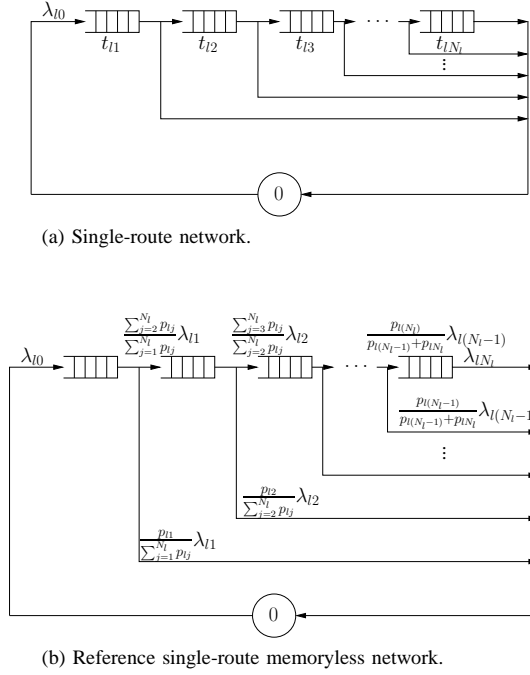 λ_{l0}
t_{l1} t_{l2} t_{l3} ··· t_{lN_l}
⋮
0
(a) Single-route network.
λ_{l0} \frac{\sum_{j=2}^{N_l} p_{lj}}{\sum_{j=1}^{N_l} p_{lj}}λ_{l1} \frac{\sum_{j=3}^{N_l} p_{lj}}{\sum_{j=2}^{N_l} p_{lj}}λ_{l2} ··· \frac{p_{l(N_l)}}{p_{l(N_l-1)}+p_{lN_l}}λ_{l(N_l-1)}
λ_{lN_l}
\frac{p_{l(N_l-1)}}{p_{l(N_l-1)}+p_{lN_l}}λ_{l(N_l-1
⋮
\frac{p_{l2}}{\sum_{j=2}^{N_l} p_{lj}}λ_{l2}
\frac{p_{l1}}{\sum_{j=1}^{N_l} p_{lj}}λ_{l1}
0
(b) Reference single-route memoryless network.